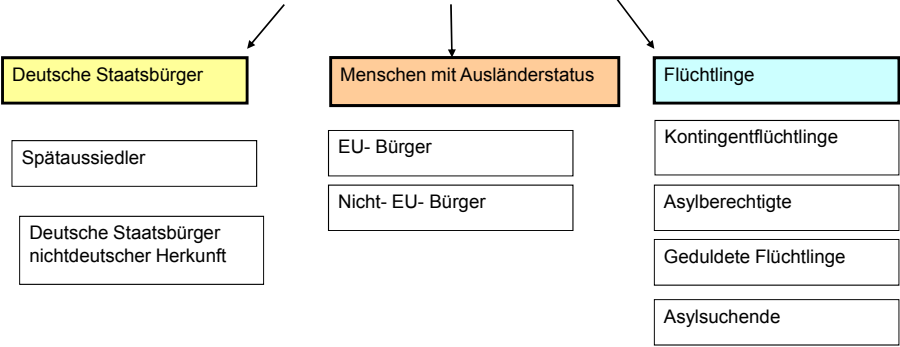 Deutsche Staatsbürger
Menschen mit Ausländerstatus
Flüchtlinge
Spätaussiedler
Deutsche Staatsbürger
nichtdeutscher Herkunft
EU- Bürger
Nicht- EU- Bürger
Kontingentflüchtlinge
Asylberechtigte
Geduldete Flüchtlinge
Asylsuchende